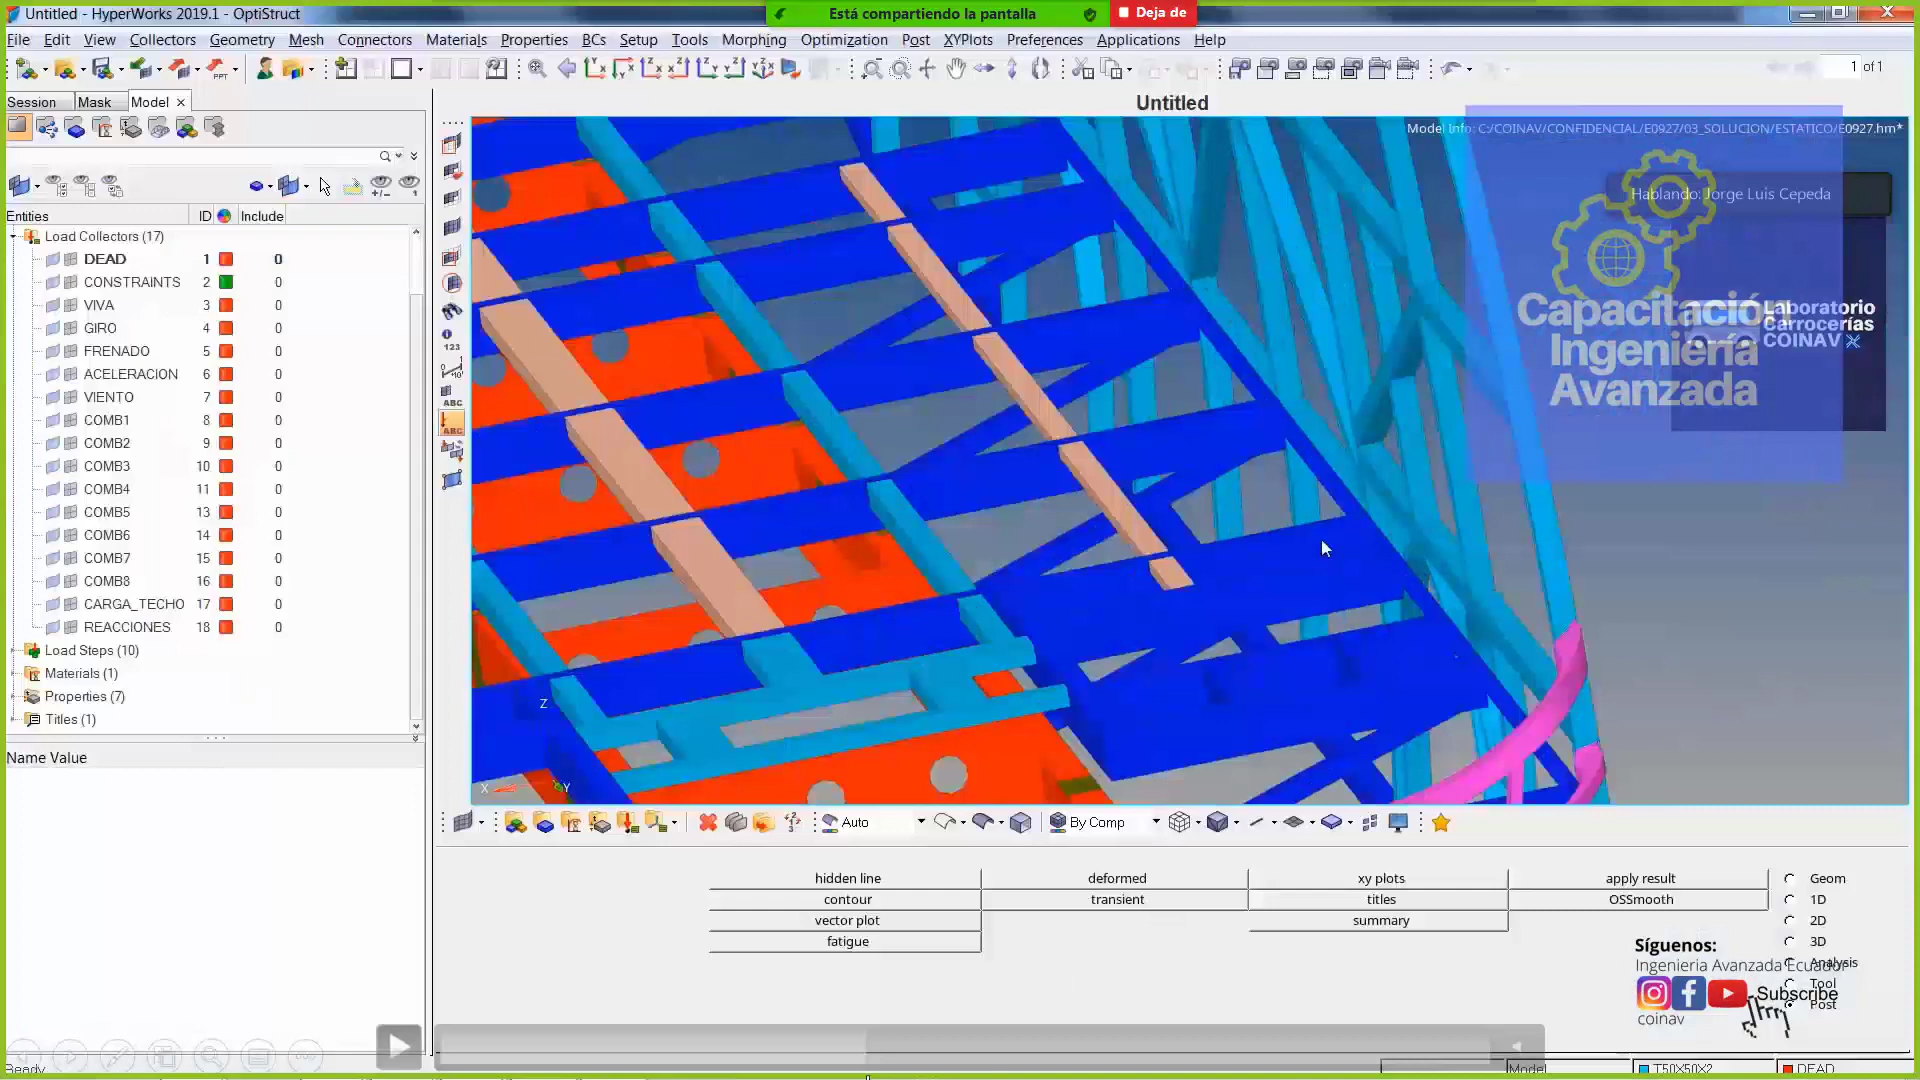 Untitled - HyperWorks 2019.1 - OptiStruct
Está compartiendo la pantalla
Deja de
File Edit View Collectors Geometry Mesh Connectors Materials Properties BCs Setup Tools Morphing Optimization Post XYPlots Preferences Applications Help
1 of 1
Session Mask Model
Untitled
Model Info: C:/COINAV/CONFIDENCIAL/E0927/03_SOLUCION/ESTATICO/E0927.hm*
Hablando: Jorge Luis Cepeda
Capacitación
Ingeniería
Avanzada
Laboratorio
Carrocerías
COINAV
Entities ID Include
Load Collectors (17)
DEAD 1 0
CONSTRAINTS 2 0
VIVA 3 0
GIRO 4 0
FRENADO 5 0
ACELERACION 6 0
VIENTO 7 0
COMB1 8 0
COMB2 9 0
COMB3 10 0
COMB4 11 0
COMB5 13 0
COMB6 14 0
COMB7 15 0
COMB8 16 0
CARGA_TECHO 17 0
REACCIONES 18 0
Load Steps (10)
Materials (1)
Properties (7)
Titles (1)
Name Value
123
ABC
ABC
Z
X
Y
Auto
By Comp
hidden line deformed xy plots apply result
contour transient titles OSSmooth
vector plot summary
fatigue
Geom
1D
2D
3D
Analysis
Tool
Post
Síguenos:
Ingenieria Avanzada Ecuador
Subscribe
coinav
Ready
Model
T50X50X2
DEAD